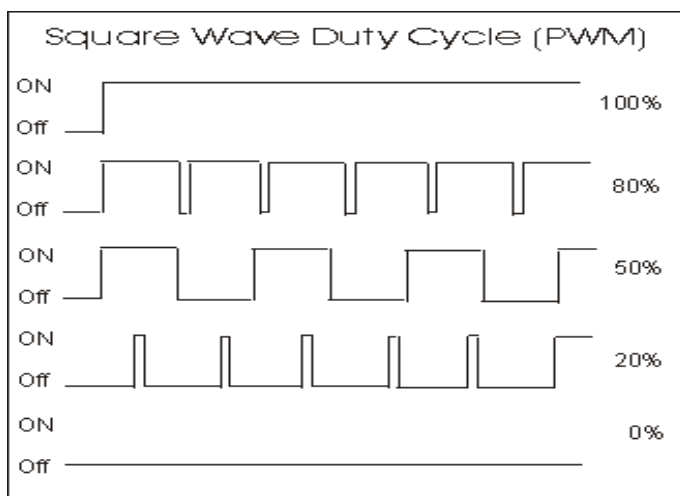 Square Wave Duty Cycle (PWM)
ON
100%
Off
ON
80%
Off
ON
50%
Off
ON
20%
Off
ON
0%
Off